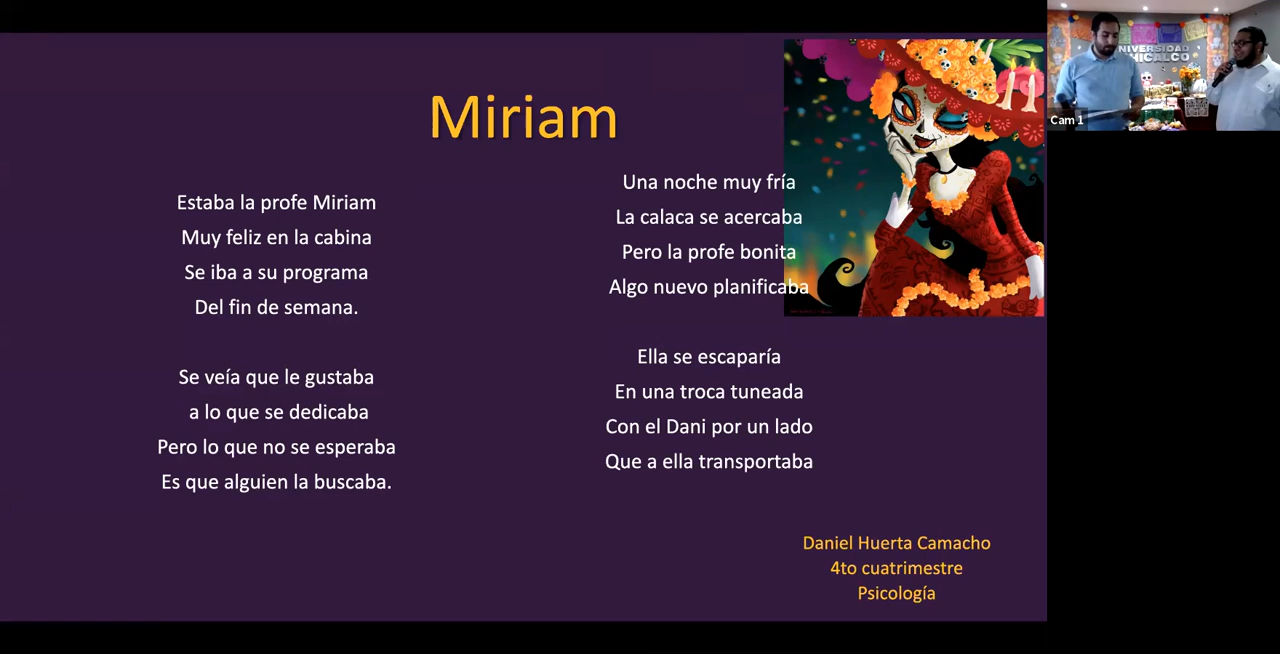 Miriam
Estaba la profe Miriam
Muy feliz en la cabina
Se iba a su programa
Del fin de semana.
Se veía que le gustaba
a lo que se dedicaba
Pero lo que no se esperaba
Es que alguien la buscaba.
Una noche muy fría
La calaca se acercaba
Pero la profe bonita
Algo nuevo planificaba
Ella se escaparía
En una troca tuneada
Con el Dani por un lado
Que a ella transportaba
Daniel Huerta Camacho
4to cuatrimestre
Psicología
NIVERSIDAD
HICALCO
Cam 1